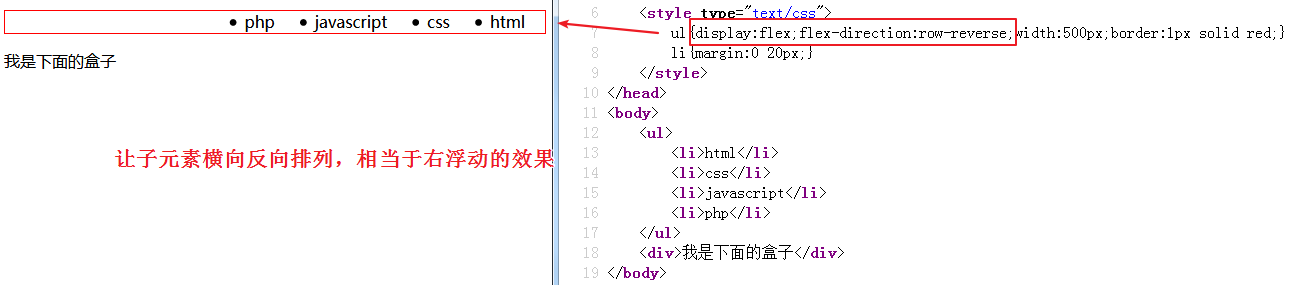 • php • javascript • css • html
我是下面的盒子
让子元素横向反向排列，相当于右浮动的效果
6 <style type="text/css">
7 ul{display:flex;flex-direction:row-reverse;width:500px;border:1px solid red;}
8 li{margin:0 20px;}
9 </style>
10 </head>
11 <body>
12 <ul>
13 <li>html</li>
14 <li>css</li>
15 <li>javascript</li>
16 <li>php</li>
17 </ul>
18 <div>我是下面的盒子</div>
19 </body>